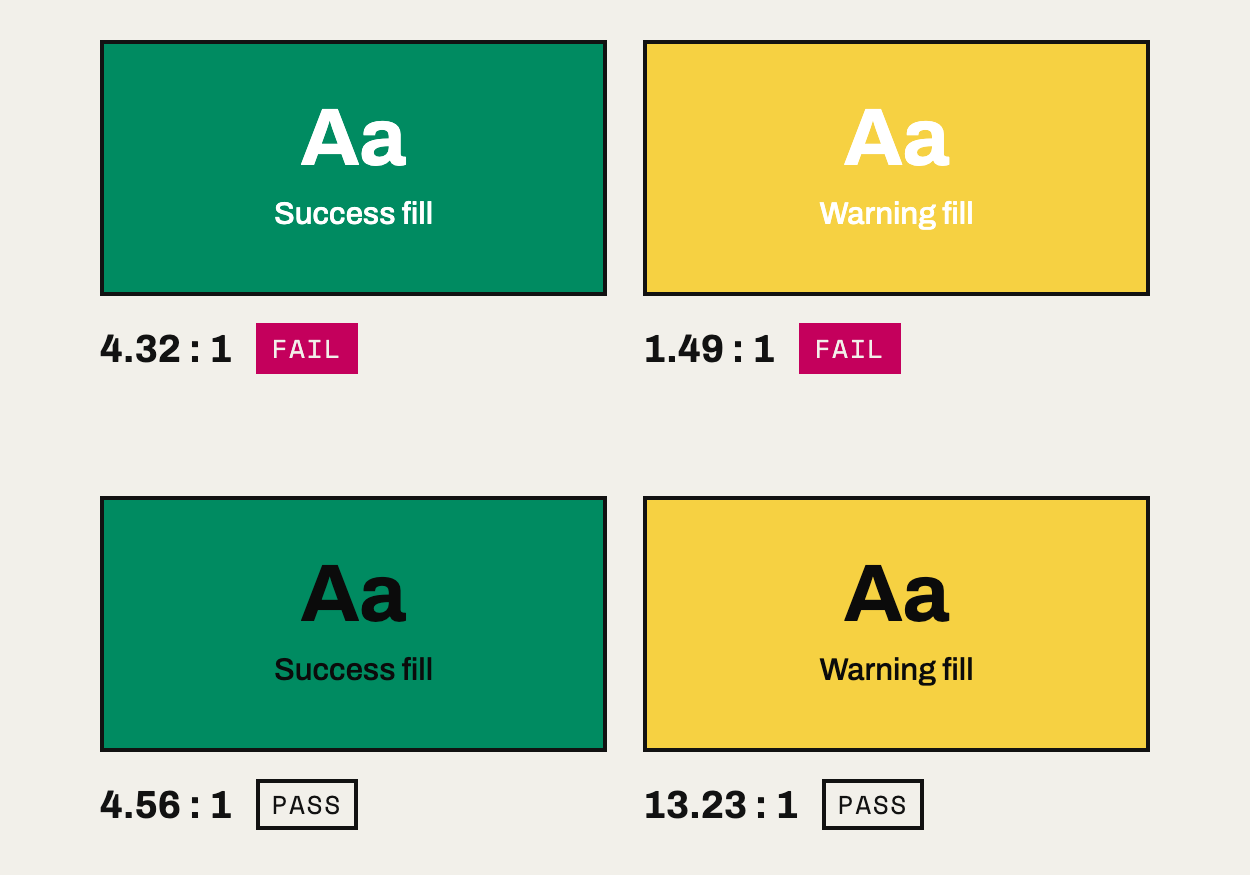 Aa
Success fill
Aa
Warning fill
4.32 : 1 FAIL
1.49 : 1 FAIL
Aa
Success fill
Aa
Warning fill
4.56 : 1 PASS
13.23 : 1 PASS